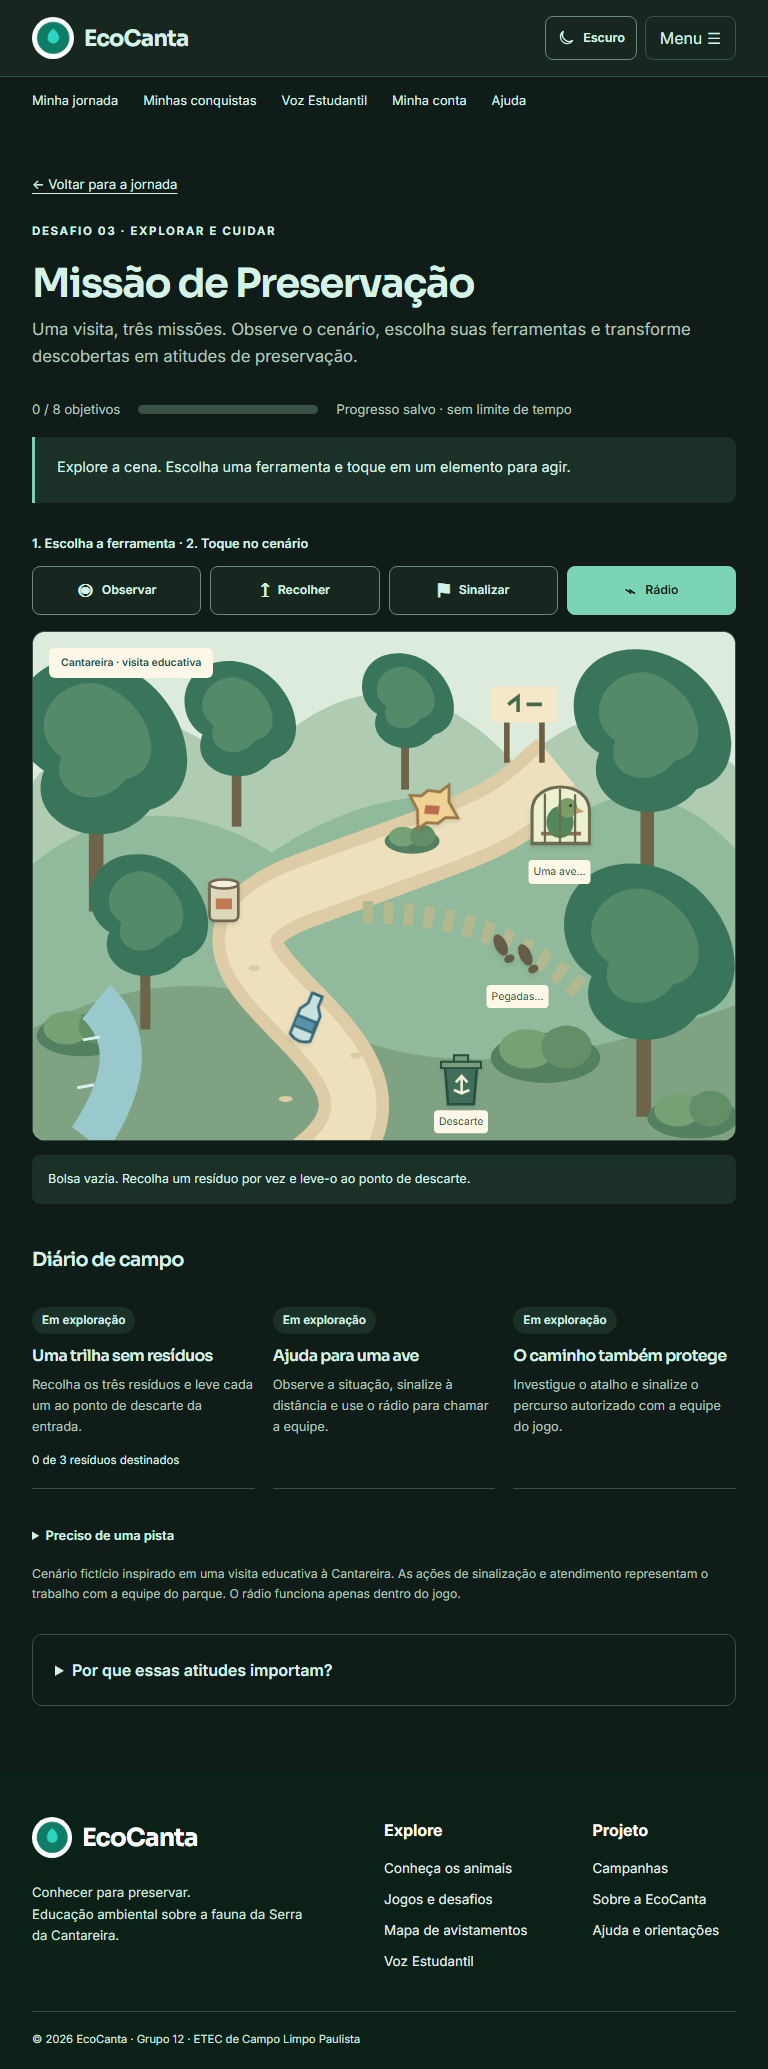 EcoCanta
Escuro
Menu ☰
Minha jornada
Minhas conquistas
Voz Estudantil
Minha conta
Ajuda
← Voltar para a jornada
DESAFIO 03 · EXPLORAR E CUIDAR
Missão de Preservação
Uma visita, três missões. Observe o cenário, escolha suas ferramentas e transforme
descobertas em atitudes de preservação.
0 / 8 objetivos
Progresso salvo · sem limite de tempo
Explore a cena. Escolha uma ferramenta e toque em um elemento para agir.
1. Escolha a ferramenta · 2. Toque no cenário
Observar
Recolher
Sinalizar
Rádio
Cantareira · visita educativa
Uma ave...
Pegadas...
Descarte
Bolsa vazia. Recolha um resíduo por vez e leve-o ao ponto de descarte.
Diário de campo
Em exploração
Uma trilha sem resíduos
Recolha os três resíduos e leve cada
um ao ponto de descarte da
entrada.
0 de 3 resíduos destinados
Em exploração
Ajuda para uma ave
Observe a situação, sinalize à
distância e use o rádio para chamar
a equipe.
Em exploração
O caminho também protege
Investigue o atalho e sinalize o
percurso autorizado com a equipe
do jogo.
Preciso de uma pista
Cenário fictício inspirado em uma visita educativa à Cantareira. As ações de sinalização e atendimento representam o
trabalho com a equipe do parque. O rádio funciona apenas dentro do jogo.
Por que essas atitudes importam?
EcoCanta
Conhecer para preservar.
Educação ambiental sobre a fauna da Serra
da Cantareira.
Explore
Conheça os animais
Jogos e desafios
Mapa de avistamentos
Voz Estudantil
Projeto
Campanhas
Sobre a EcoCanta
Ajuda e orientações
© 2026 EcoCanta · Grupo 12 · ETEC de Campo Limpo Paulista